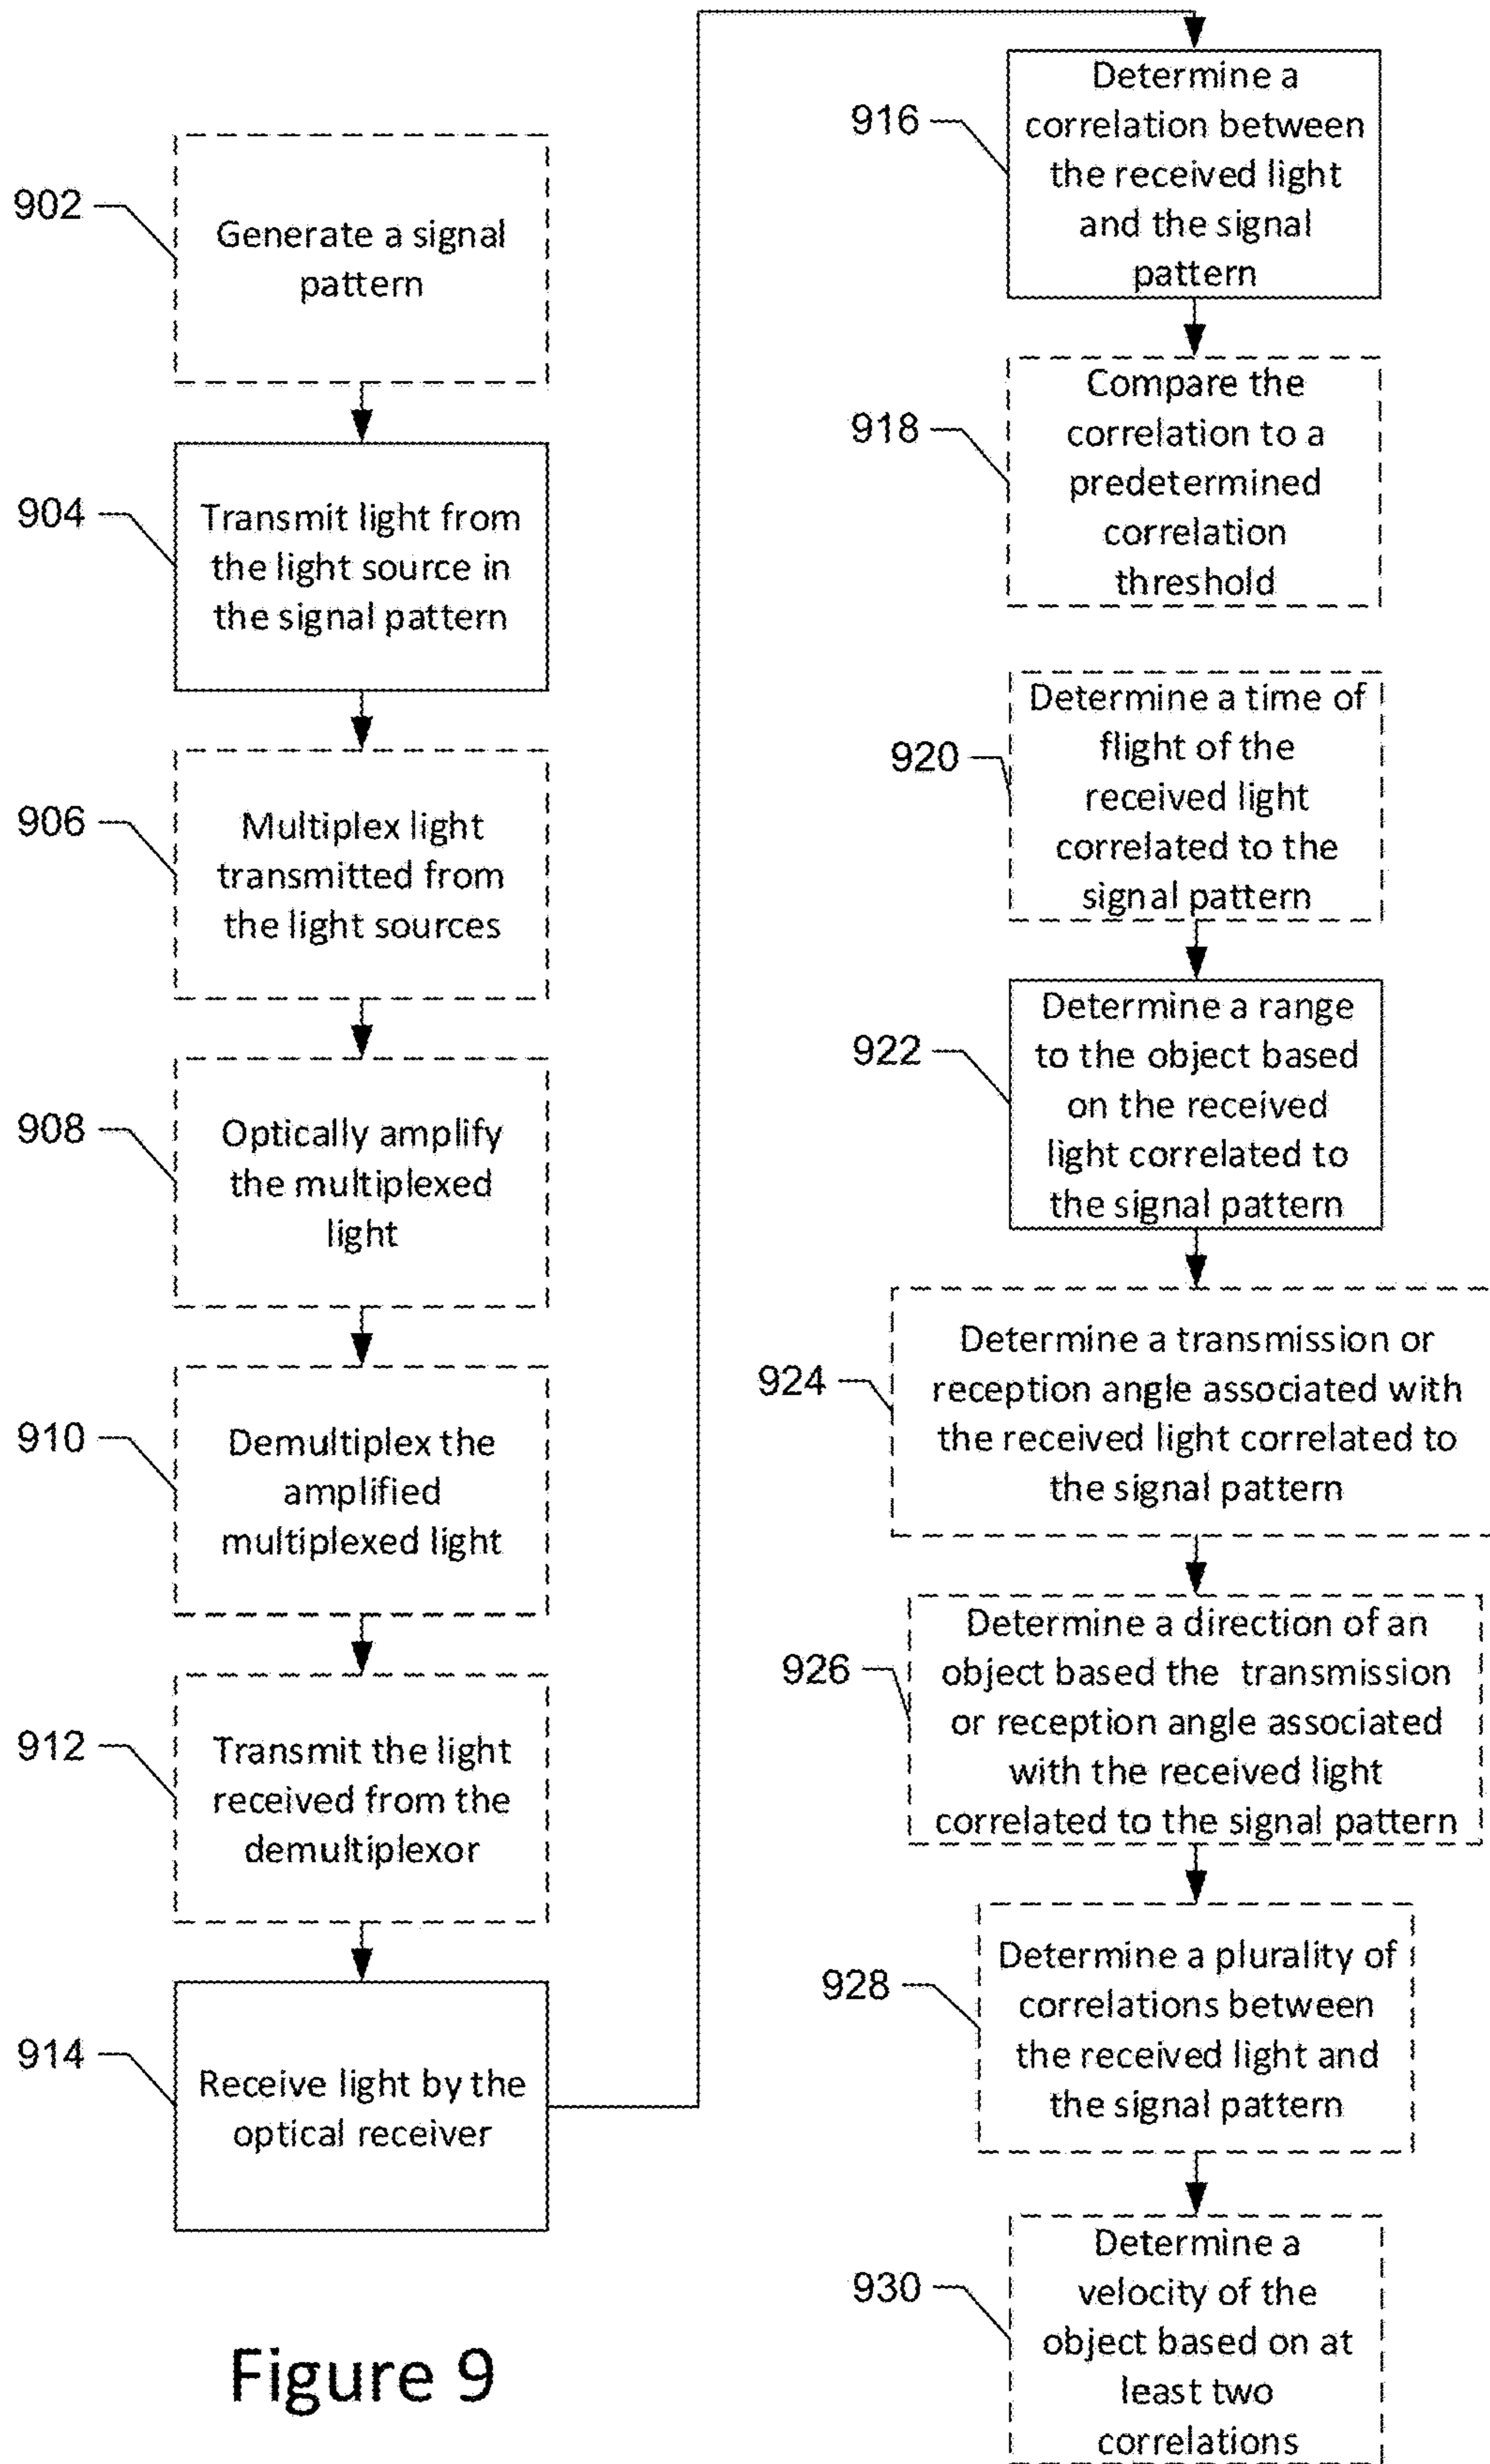 902
Generate a signal
pattern
904
Transmit light from
the light source in
the signal pattern
906
Multiplex light
transmitted from
the light sources
908
Optically amplify
the multiplexed
light
910
Demultiplex the
amplified
multiplexed light
912
Transmit the light
received from the
demultiplexor
914
Receive light by the
optical receiver
916
Determine a
correlation between
the received light
and the signal
pattern
918
Compare the
correlation to a
predetermined
correlation
threshold
920
Determine a time of
flight of the
received light
correlated to the
signal pattern
922
Determine a range
to the object based
on the received
light correlated to
the signal pattern
924
Determine a transmission or
reception angle associated with
the received light correlated to
the signal pattern
926
Determine a direction of an
object based the transmission
or reception angle associated
with the received light
correlated to the signal pattern
928
Determine a plurality of
correlations between
the received light and
the signal pattern
930
Determine a
velocity of the
object based on at
least two
correlations
Figure 9